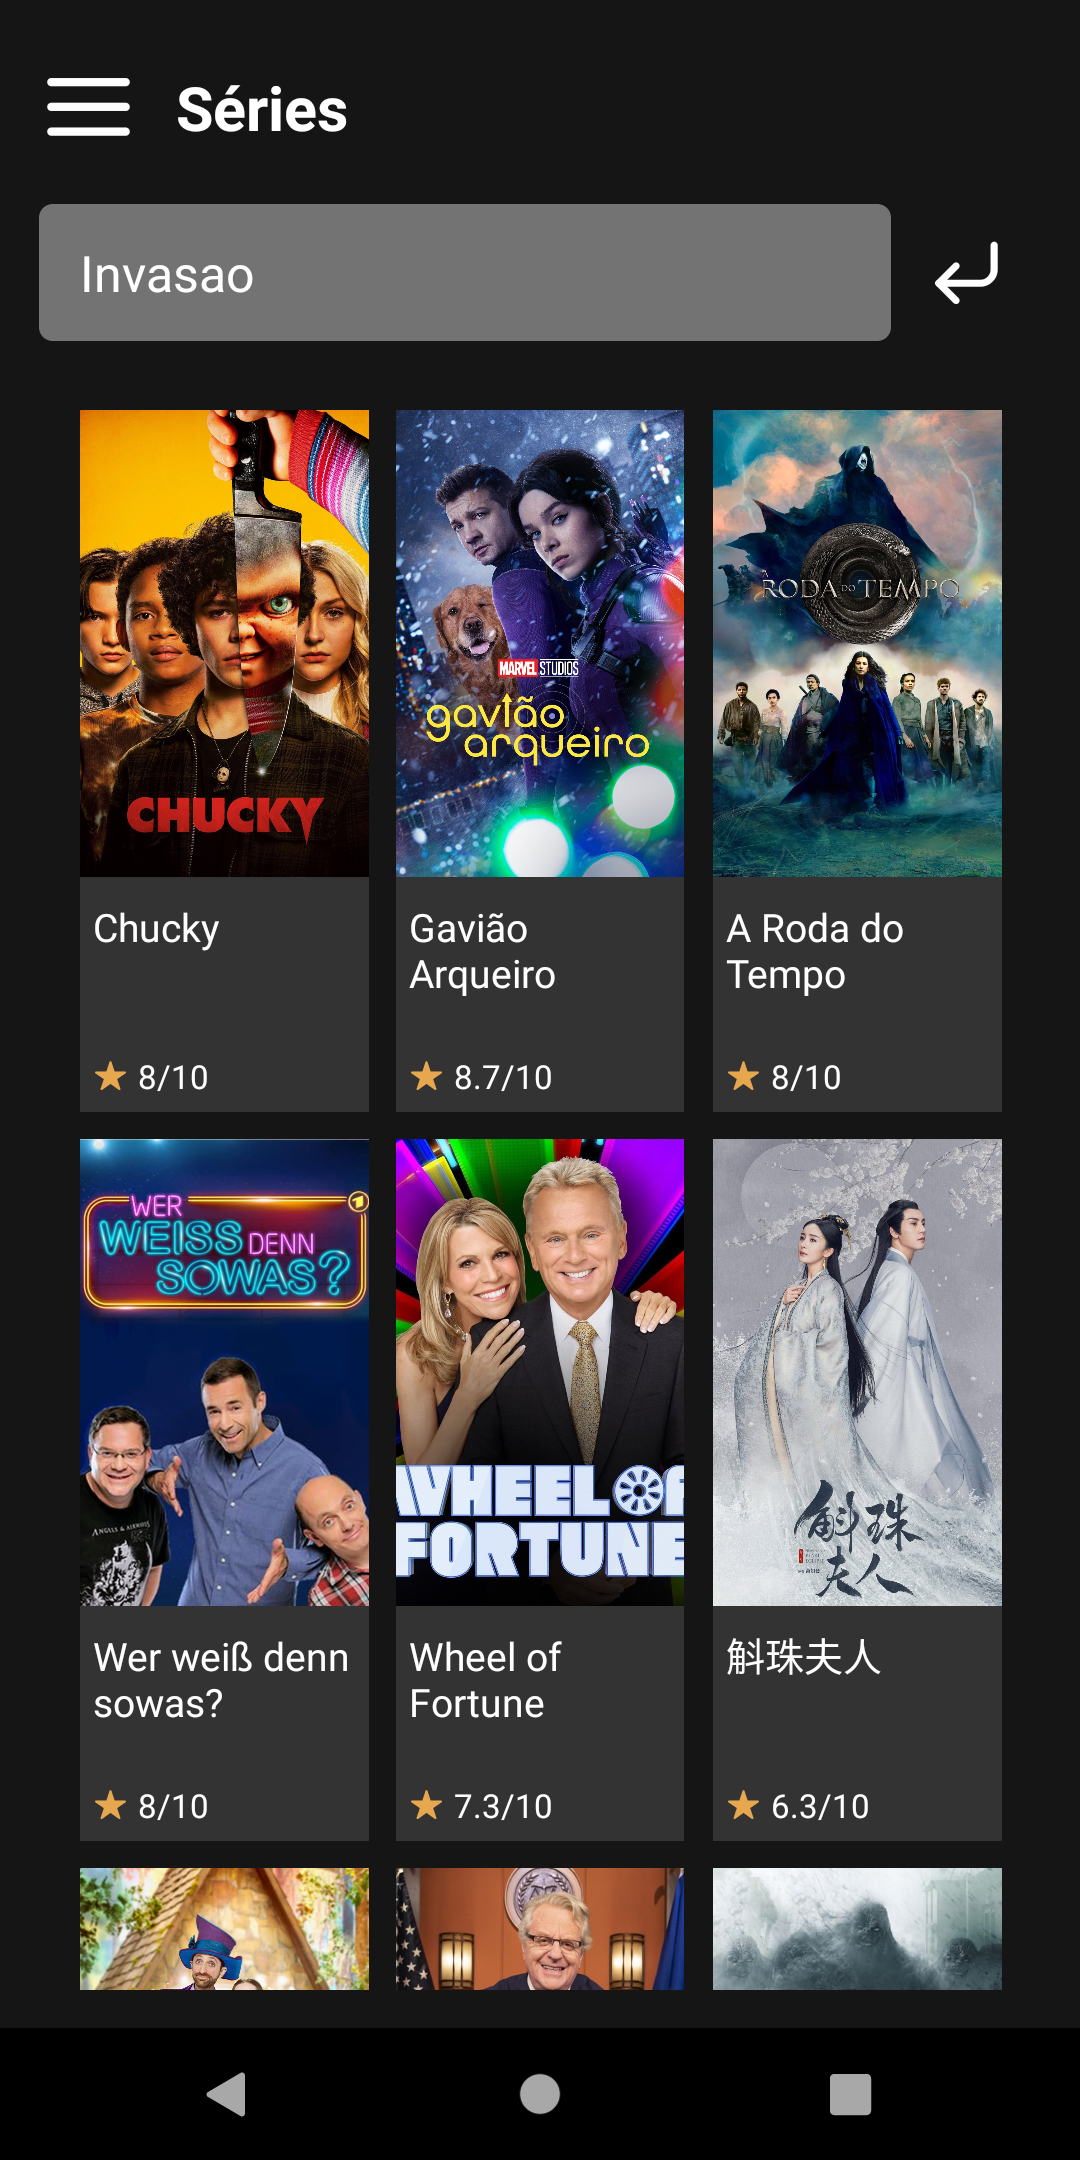 Séries
Invasao
CHUCKY
MARVEL STUDIOS
gavião
arqueiro
A
RODA DO TEMPO
Chucky
Gavião
Arqueiro
A Roda do
Tempo
8/10
8.7/10
8/10
WER
WEISS DENN
SOWAS?
ANGELS & AIRWAVES
WHEEL OF
FORTUNE
斛珠
夫人
Wer weiß denn
sowas?
Wheel of
Fortune
斛珠夫人
8/10
7.3/10
6.3/10